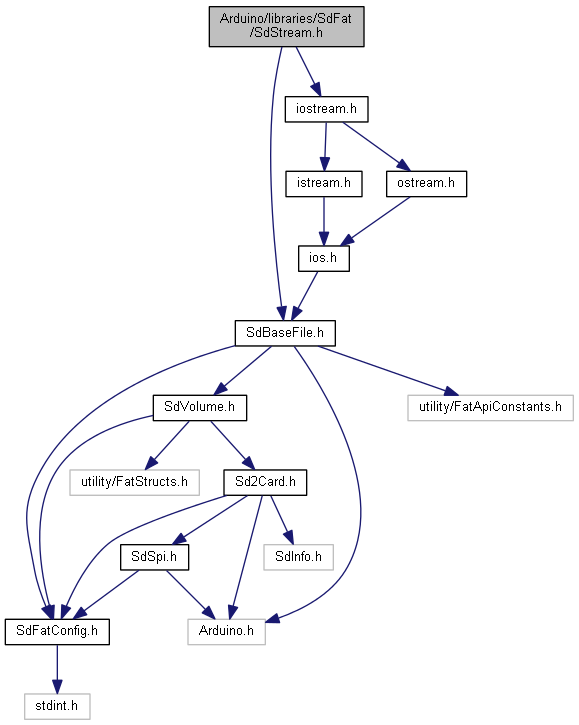 Arduino/libraries/SdFat
/SdStream.h
iostream.h
istream.h
ostream.h
ios.h
SdBaseFile.h
SdVolume.h
utility/FatApiConstants.h
utility/FatStructs.h
Sd2Card.h
SdSpi.h
SdInfo.h
SdFatConfig.h
Arduino.h
stdint.h